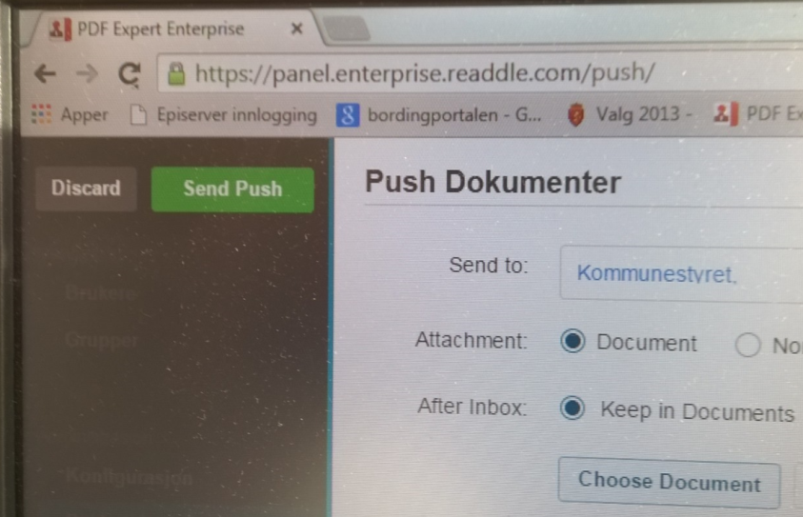 PDF Expert Enterprise ×
https://panel.enterprise.readdle.com/push/
Apper Episerver innlogging bordingportalen - G... Valg 2013 - PDF Ex
Discard Send Push
Push Dokumenter
Send to: Kommunestyret,
Brukere
Grupper
Attachment: Document No
After Inbox: Keep in Documents
Konfigurasjon
Choose Document